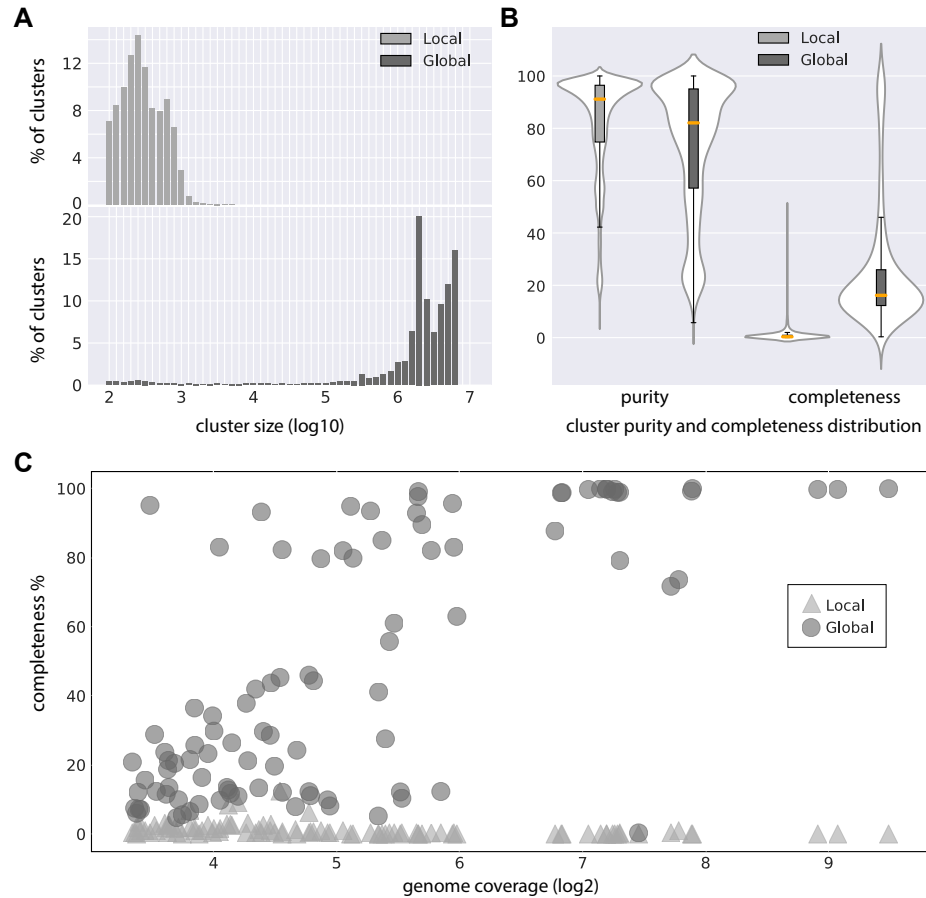 A
B
Local
Global
% of clusters
12
8
4
0
% of clusters
20
15
10
5
0
2 3 4 5 6 7
cluster size (log10)
Local
Global
100
80
60
40
20
0
purity completeness
cluster purity and completeness distribution
C
completeness %
100
80
60
40
20
0
Local
Global
4 5 6 7 8 9
genome coverage (log2)